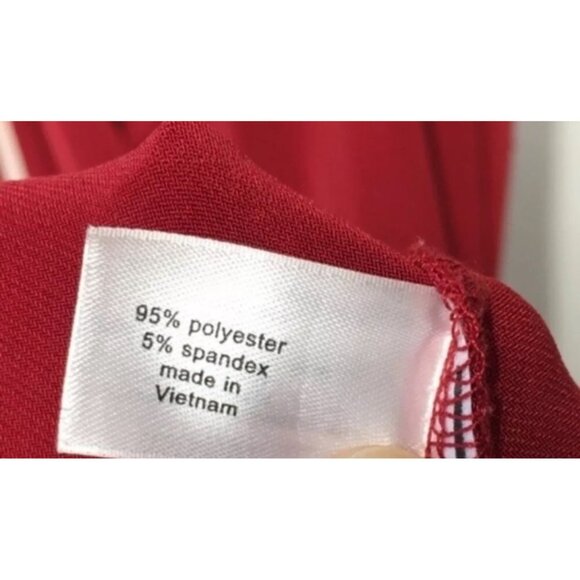 95% polyester
5% spandex
made in
Vietnam